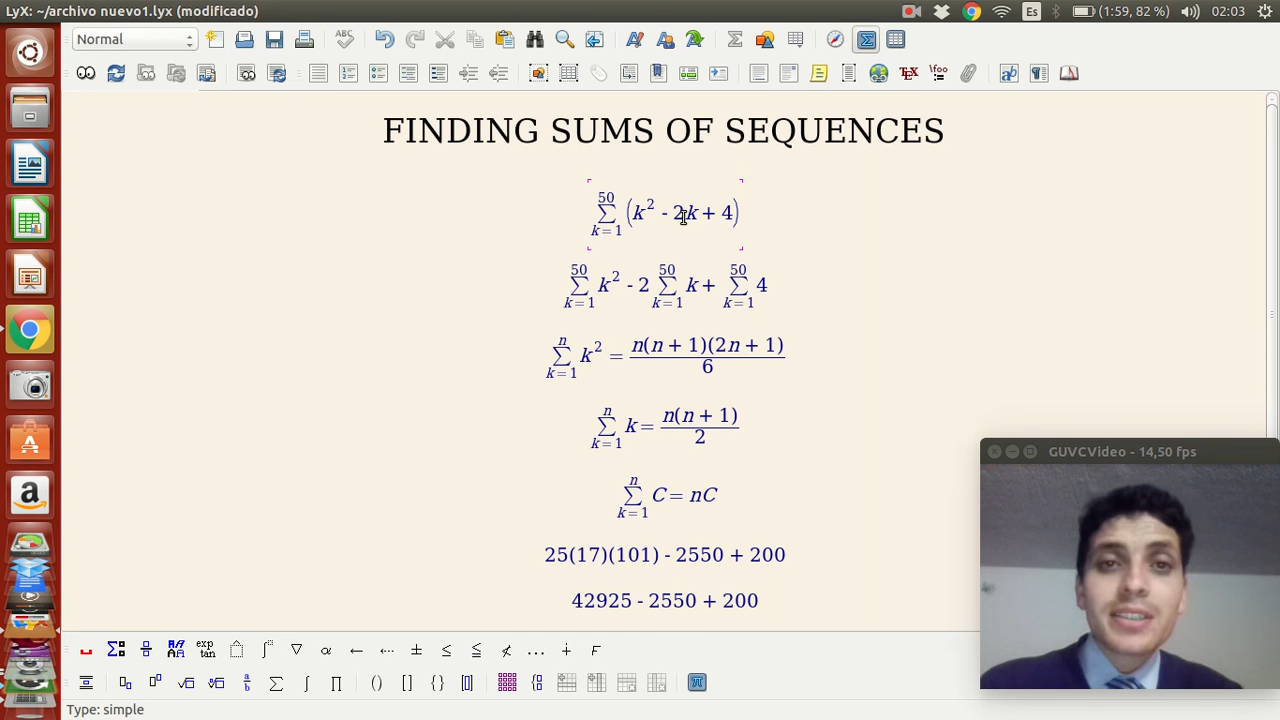 LyX: ~/archivo nuevo1.lyx (modificado)
Es
(1:59, 82 %)
02:03
Normal
FINDING SUMS OF SEQUENCES
50
∑ (k² - 2k + 4)
k = 1
50 50 50
∑ k² - 2 ∑ k + ∑ 4
k = 1 k = 1 k = 1
n
∑ k² = n(n + 1)(2n + 1) / 6
k = 1
n
∑ k = n(n + 1) / 2
k = 1
n
∑ C = nC
k = 1
GUVCVideo - 14,50 fps
25(17)(101) - 2550 + 200
42925 - 2550 + 200
Type: simple